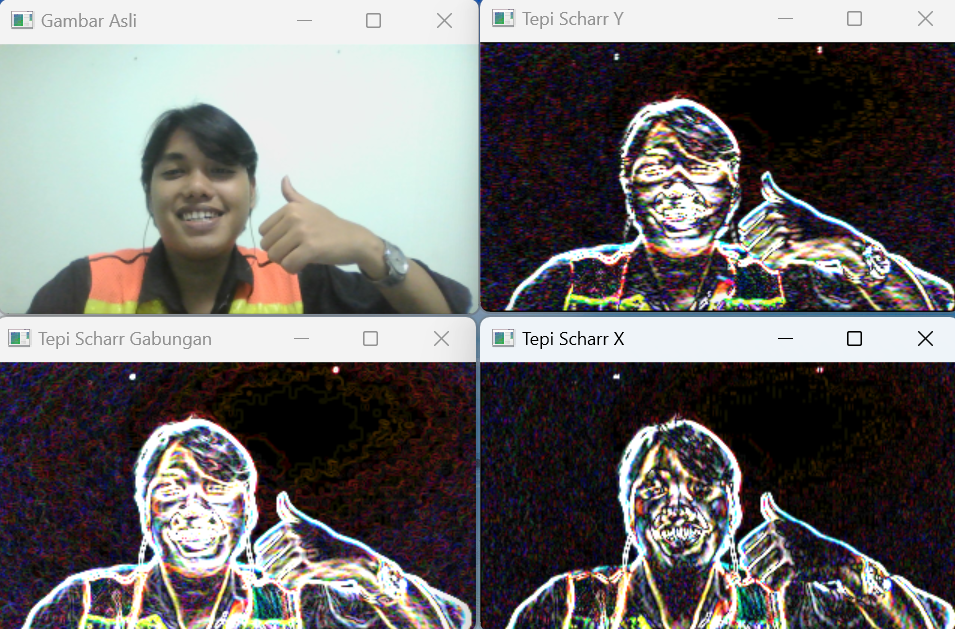 Gambar Asli
Tepi Scharr Y
Tepi Scharr Gabungan
Tepi Scharr X